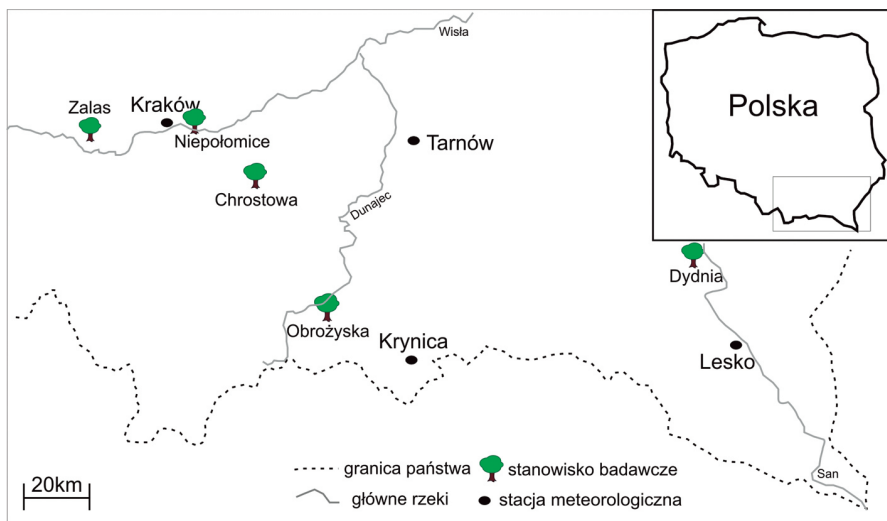 Wisła
Polska
Zalas
Kraków
Niepołomice
Tarnów
Chrostowa
Dunajec
Dydnia
Obrożyska
Krynica
Lesko
granica państwa
stanowisko badawcze
20km
główne rzeki
stacja meteorologiczna
San